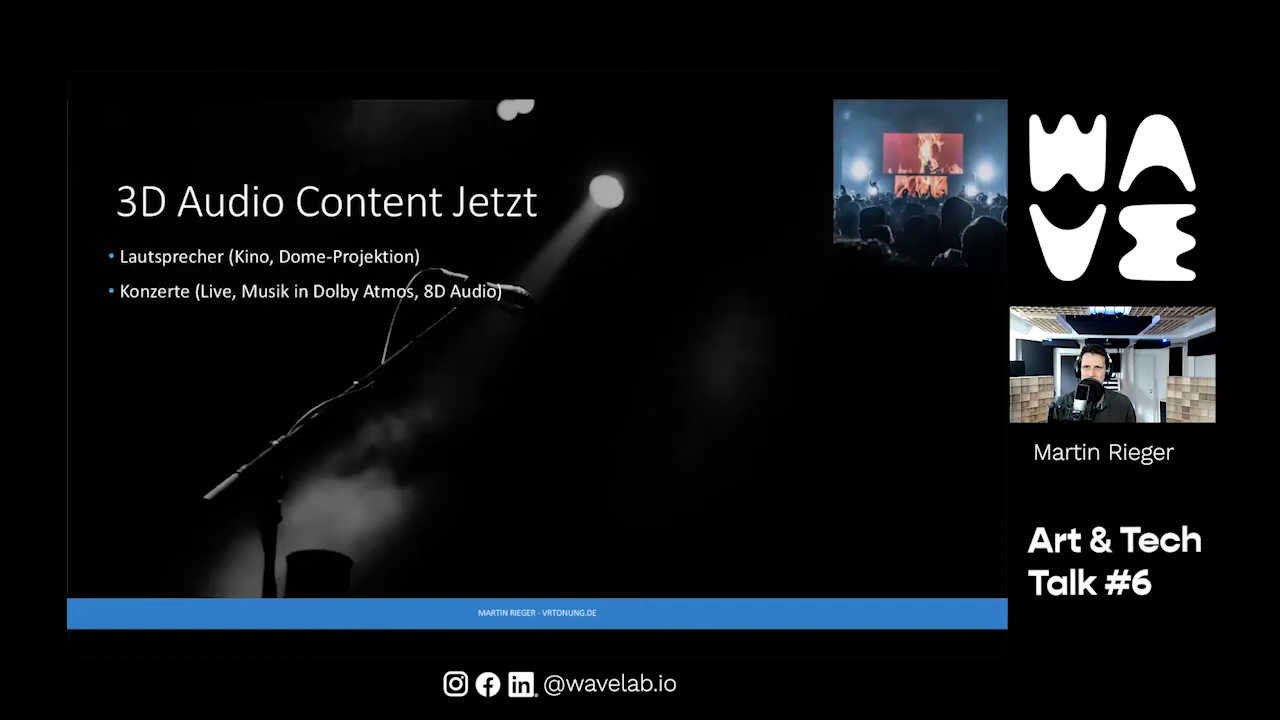 3D Audio Content Jetzt
• Lautsprecher (Kino, Dome-Projektion)
• Konzerte (Live, Musik in Dolby Atmos, 8D Audio)
MARTIN RIEGER - VRTONUNG.DE
WA
VE
Martin Rieger
Art & Tech
Talk #6
@wavelab.io